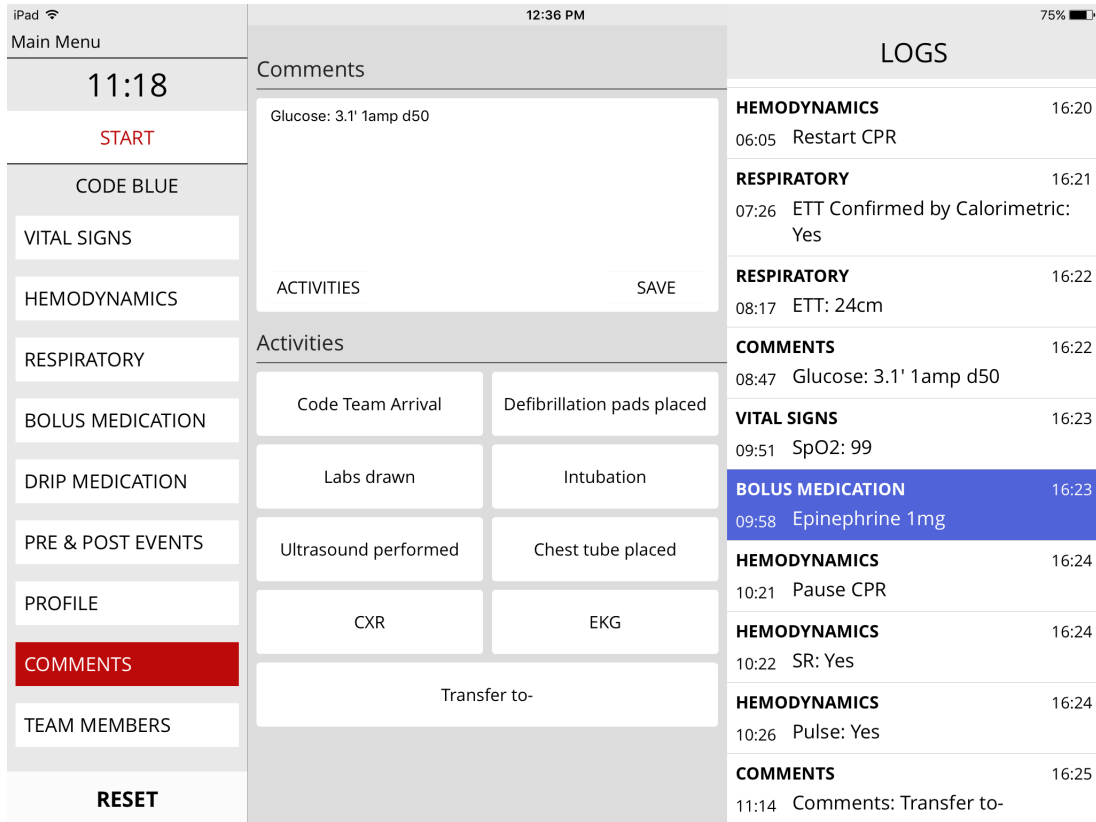 iPad
12:36 PM
75%
Main Menu
11:18
START
CODE BLUE
VITAL SIGNS
HEMODYNAMICS
RESPIRATORY
BOLUS MEDICATION
DRIP MEDICATION
PRE & POST EVENTS
PROFILE
COMMENTS
TEAM MEMBERS
RESET
Comments
Glucose: 3.1' 1amp d50
ACTIVITIES SAVE
Activities
Code Team Arrival Defibrillation pads placed
Labs drawn Intubation
Ultrasound performed Chest tube placed
CXR EKG
Transfer to-
LOGS
HEMODYNAMICS 16:20
06:05 Restart CPR
RESPIRATORY 16:21
07:26 ETT Confirmed by Calorimetric:
Yes
RESPIRATORY 16:22
08:17 ETT: 24cm
COMMENTS 16:22
08:47 Glucose: 3.1' 1amp d50
VITAL SIGNS 16:23
09:51 SpO2: 99
BOLUS MEDICATION 16:23
09:58 Epinephrine 1mg
HEMODYNAMICS 16:24
10:21 Pause CPR
HEMODYNAMICS 16:24
10:22 SR: Yes
HEMODYNAMICS 16:24
10:26 Pulse: Yes
COMMENTS 16:25
11:14 Comments: Transfer to-